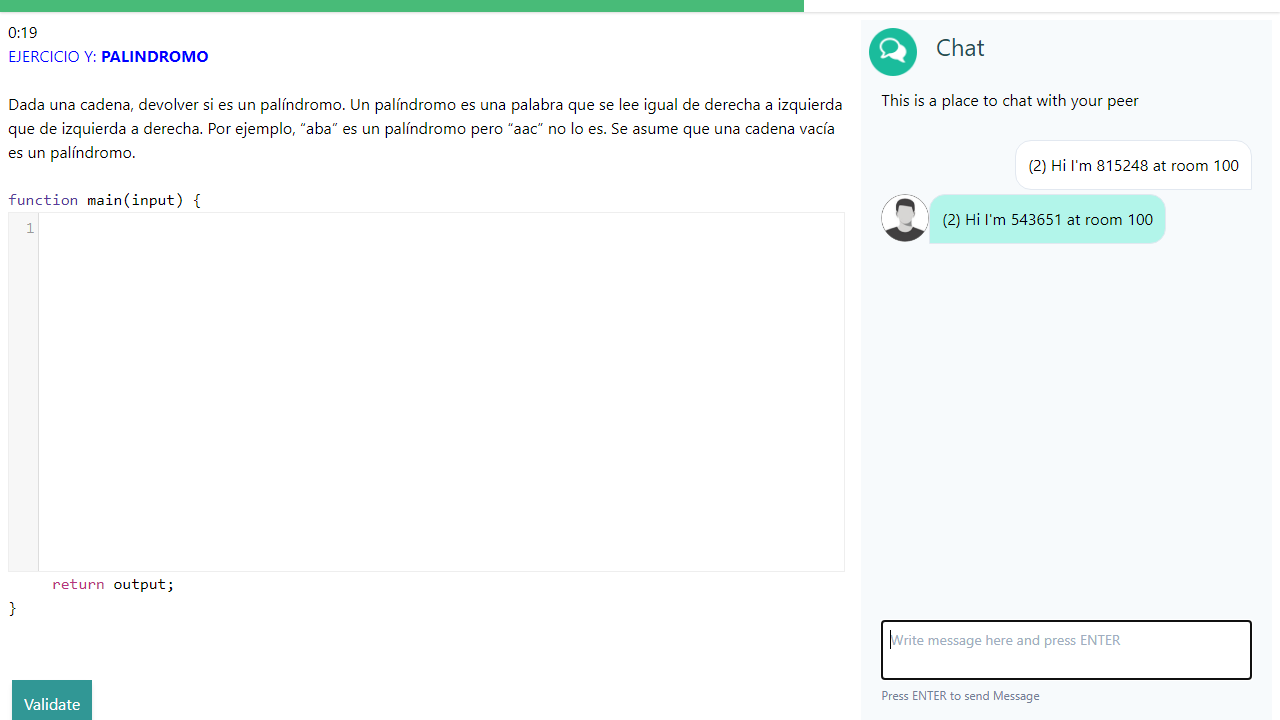 0:19
EJERCICIO Y: PALINDROMO
Dada una cadena, devolver si es un palíndromo. Un palíndromo es una palabra que se lee igual de derecha a izquierda
que de izquierda a derecha. Por ejemplo, “aba” es un palíndromo pero “aac” no lo es. Se asume que una cadena vacía
es un palíndromo.
function main(input) {
1
return output;
}
Validate
Chat
This is a place to chat with your peer
(2) Hi I'm 815248 at room 100
(2) Hi I'm 543651 at room 100
Write message here and press ENTER
Press ENTER to send Message